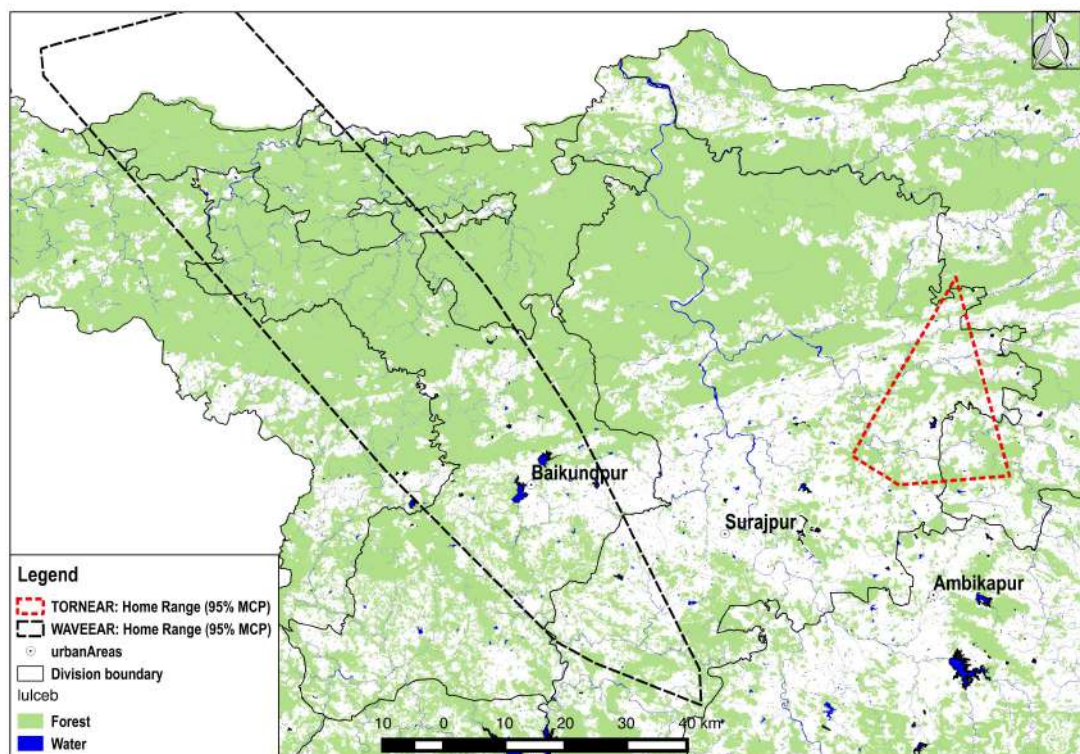 N
Baikundpur
Surajpur
Ambikapur
Legend
TORNEAR: Home Range (95% MCP)
WAVEEAR: Home Range (95% MCP)
urbanAreas
Division boundary
lulceb
Forest
Water
10 0 10 20 30 40 km